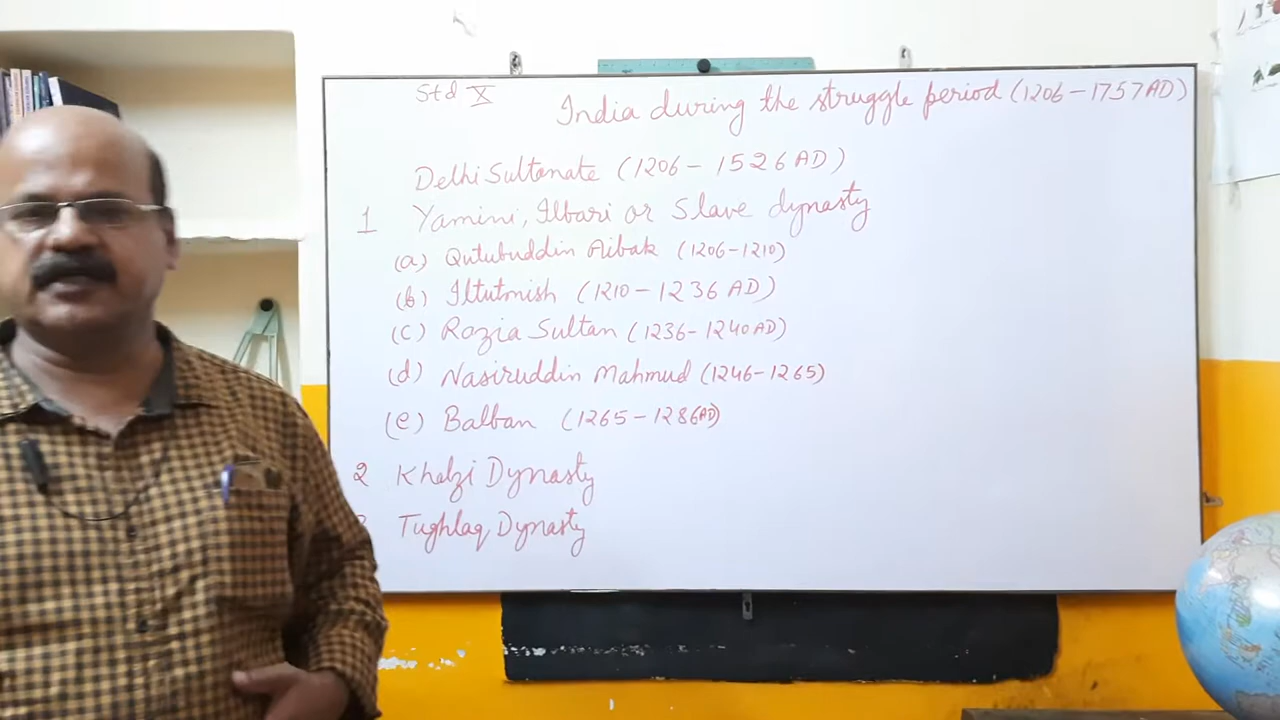 Std X
India during the struggle period (1206 – 1757 AD)
Delhi Sultanate (1206 – 1526 AD)
1 Yamini, Ilbari or Slave dynasty
(a) Qutubuddin Aibak (1206–1210)
(b) Iltutmish (1210 – 1236 AD)
(c) Razia Sultan (1236 – 1240 AD)
(d) Nasiruddin Mahmud (1246–1265)
(e) Balban (1265 – 1286 AD)
2 Khalzi Dynasty
Tughlaq Dynasty